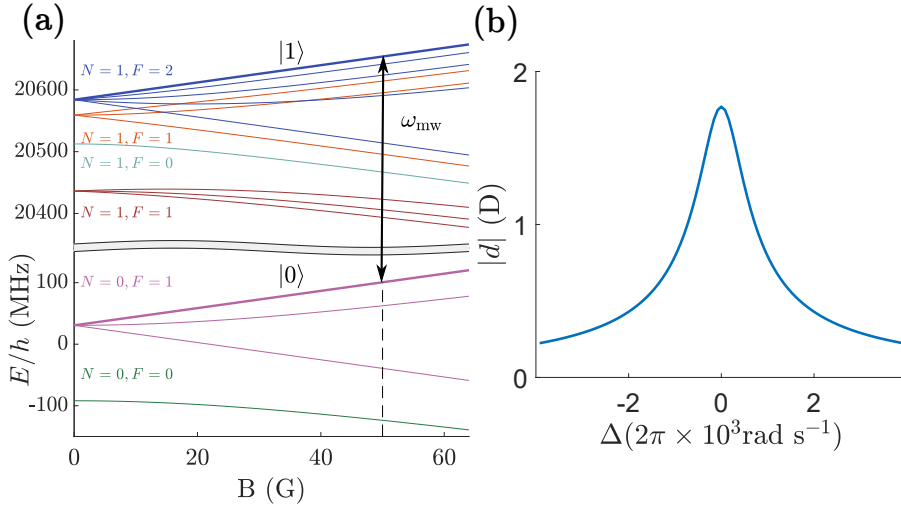 (a)
|1⟩
N = 1, F = 2
20600
ω_mw
N = 1, F = 1
20500
N = 1, F = 0
20400
N = 1, F = 1
|0⟩
N = 0, F = 1
100
0
N = 0, F = 0
-100
E/h (MHz)
0 20 40 60
B (G)
(b)
2
1
0
|d| (D)
-2 0 2
Δ(2π × 10³rad s⁻¹)